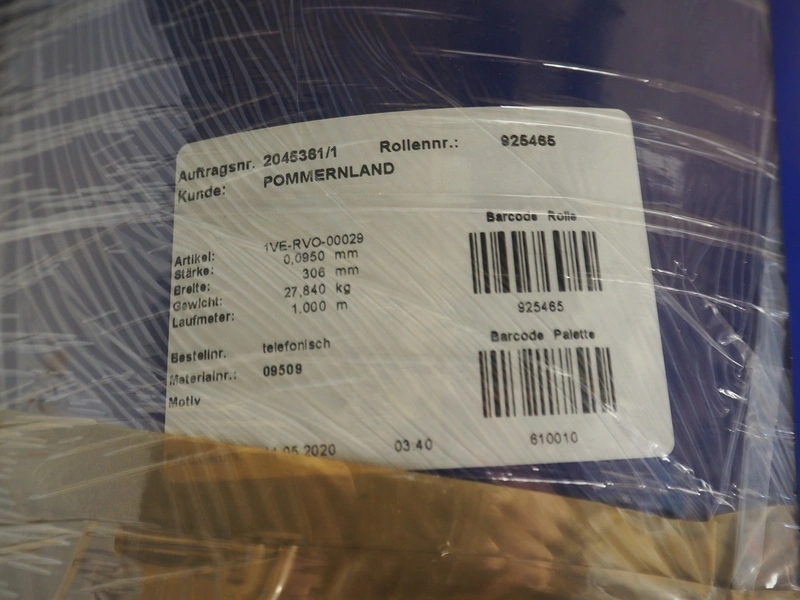 Auftragsnr. 2045361/1 Rollennr.: 925465
Kunde: POMMERNLAND
Barcode Rolle
Artikel: 1VE-RVO-00029
Stärke: 0,0950 mm
Breite: 306 mm
Gewicht: 27,840 kg
Laufmeter: 1.000 m
925465
Barcode Palette
Bestellnr. telefonisch
Materialnr.: 09509
Motiv
610010
.05.2020 03:40